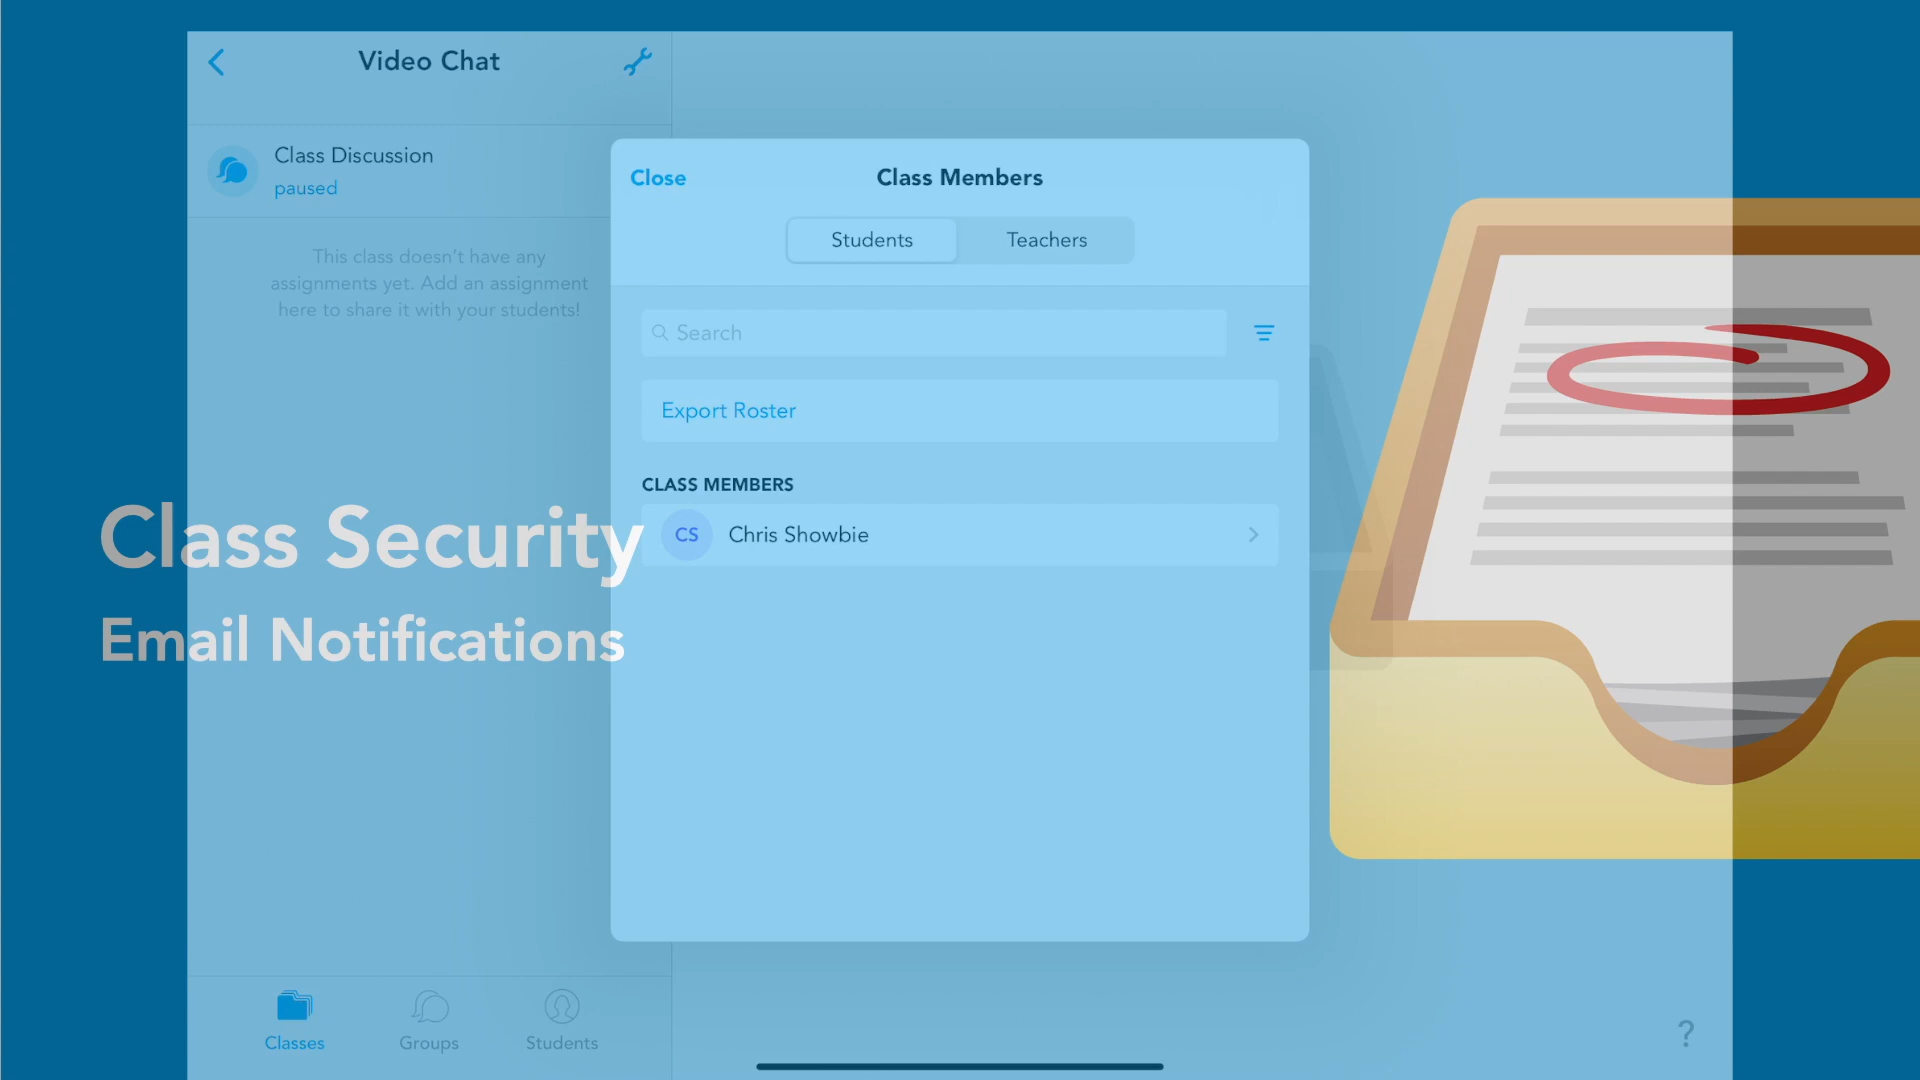 Video Chat
Class Discussion
paused
This class doesn't have any
assignments yet. Add an assignment
here to share it with your students!
Close
Class Members
Students
Teachers
Search
Export Roster
CLASS MEMBERS
CS
Chris Showbie
Class Security
Email Notifications
Classes
Groups
Students
?